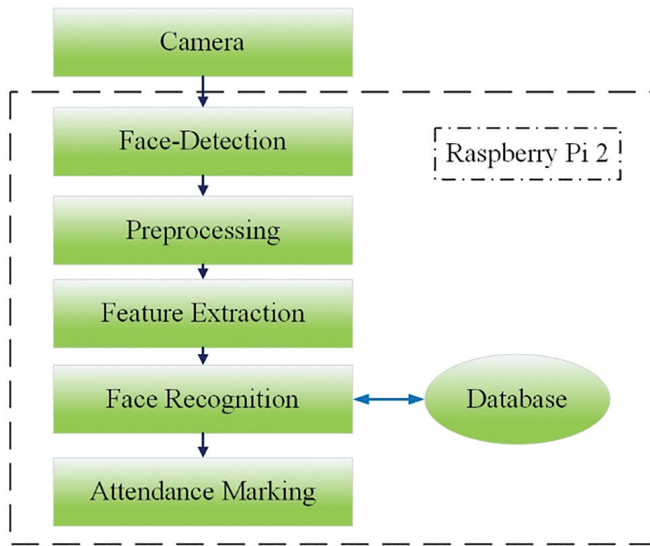 Camera
Face-Detection
Raspberry Pi 2
Preprocessing
Feature Extraction
Face Recognition
Database
Attendance Marking